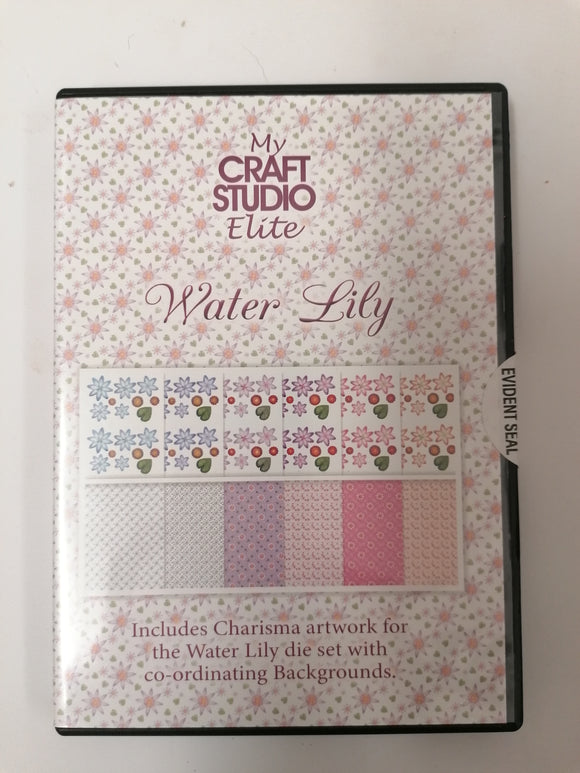 My
CRAFT
STUDIO
Elite
Water Lily
EVIDENT SEAL
Includes Charisma artwork for
the Water Lily die set with
co-ordinating Backgrounds.